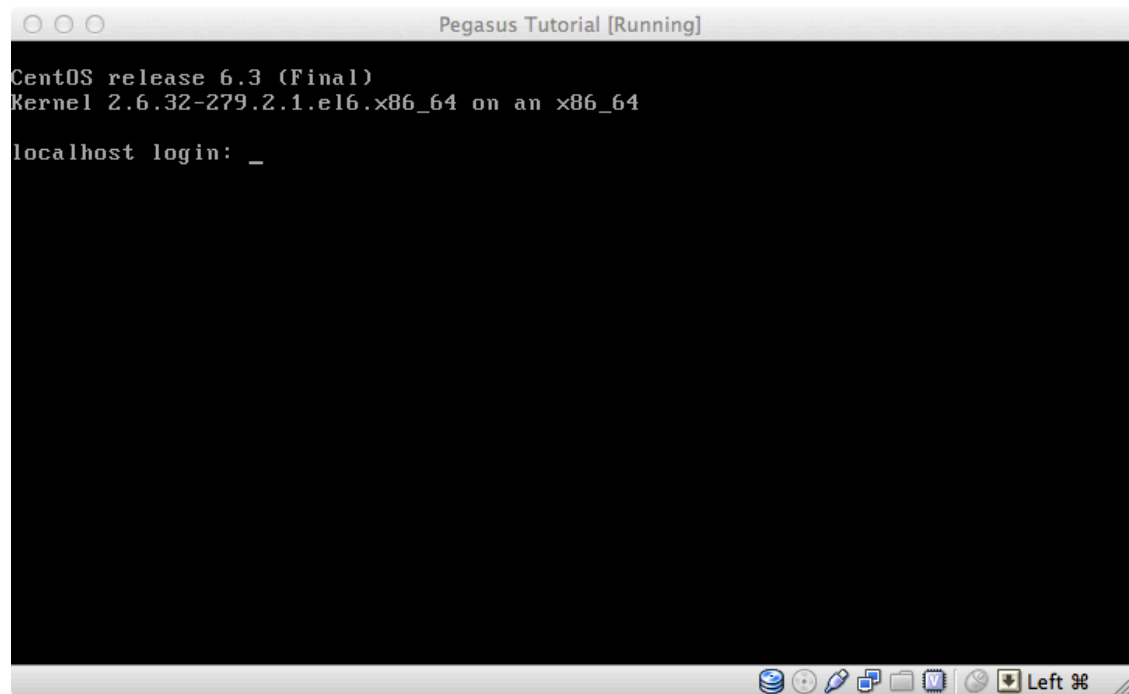 Pegasus Tutorial [Running]
CentOS release 6.3 (Final)
Kernel 2.6.32-279.2.1.el6.x86_64 on an x86_64
localhost login: _
Left ⌘